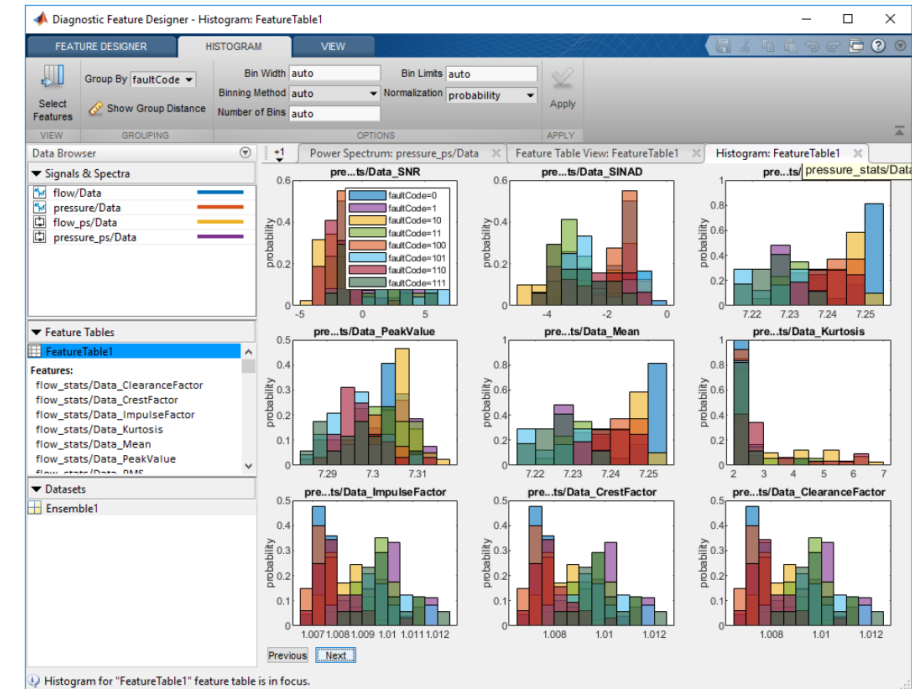 Diagnostic Feature Designer - Histogram: FeatureTable1
FEATURE DESIGNER HISTOGRAM VIEW
Select Features
Group By faultCode
Show Group Distance
Bin Width auto
Binning Method auto
Number of Bins auto
Bin Limits auto
Normalization probability
Apply
VIEW GROUPING OPTIONS APPLY
Data Browser
Signals & Spectra
flow/Data
pressure/Data
flow_ps/Data
pressure_ps/Data
Feature Tables
FeatureTable1
Features:
flow_stats/Data_ClearanceFactor
flow_stats/Data_CrestFactor
flow_stats/Data_ImpulseFactor
flow_stats/Data_Kurtosis
flow_stats/Data_Mean
flow_stats/Data_PeakValue
flow_stats/Data_RMS
Datasets
Ensemble1
+1 Power Spectrum: pressure_ps/Data Feature Table View: FeatureTable1 Histogram: FeatureTable1
pressure_stats/Data
pre...ts/Data_SNR
probability
0.6
0.4
0.2
0
-5 0 5
faultCode=0
faultCode=1
faultCode=10
faultCode=11
faultCode=100
faultCode=101
faultCode=110
faultCode=111
pre...ts/Data_SINAD
probability
0.6
0.4
0.2
0
-4 -2 0
pre...ts/
probability
1
0.8
0.6
0.4
0.2
0
7.22 7.23 7.24 7.25
pre...ts/Data_PeakValue
probability
0.5
0.4
0.3
0.2
0.1
0
7.29 7.3 7.31
pre...ts/Data_Mean
probability
1
0.8
0.6
0.4
0.2
0
7.22 7.23 7.24 7.25
pre...ts/Data_Kurtosis
probability
1
0.8
0.6
0.4
0.2
0
2 3 4 5 6 7
pre...ts/Data_ImpulseFactor
probability
0.5
0.4
0.3
0.2
0.1
0
1.007 1.008 1.009 1.01 1.011 1.012
pre...ts/Data_CrestFactor
probability
0.5
0.4
0.3
0.2
0.1
0
1.008 1.01 1.012
pre...ts/Data_ClearanceFactor
probability
0.5
0.4
0.3
0.2
0.1
0
1.008 1.01 1.012
Previous Next
Histogram for "FeatureTable1" feature table is in focus.